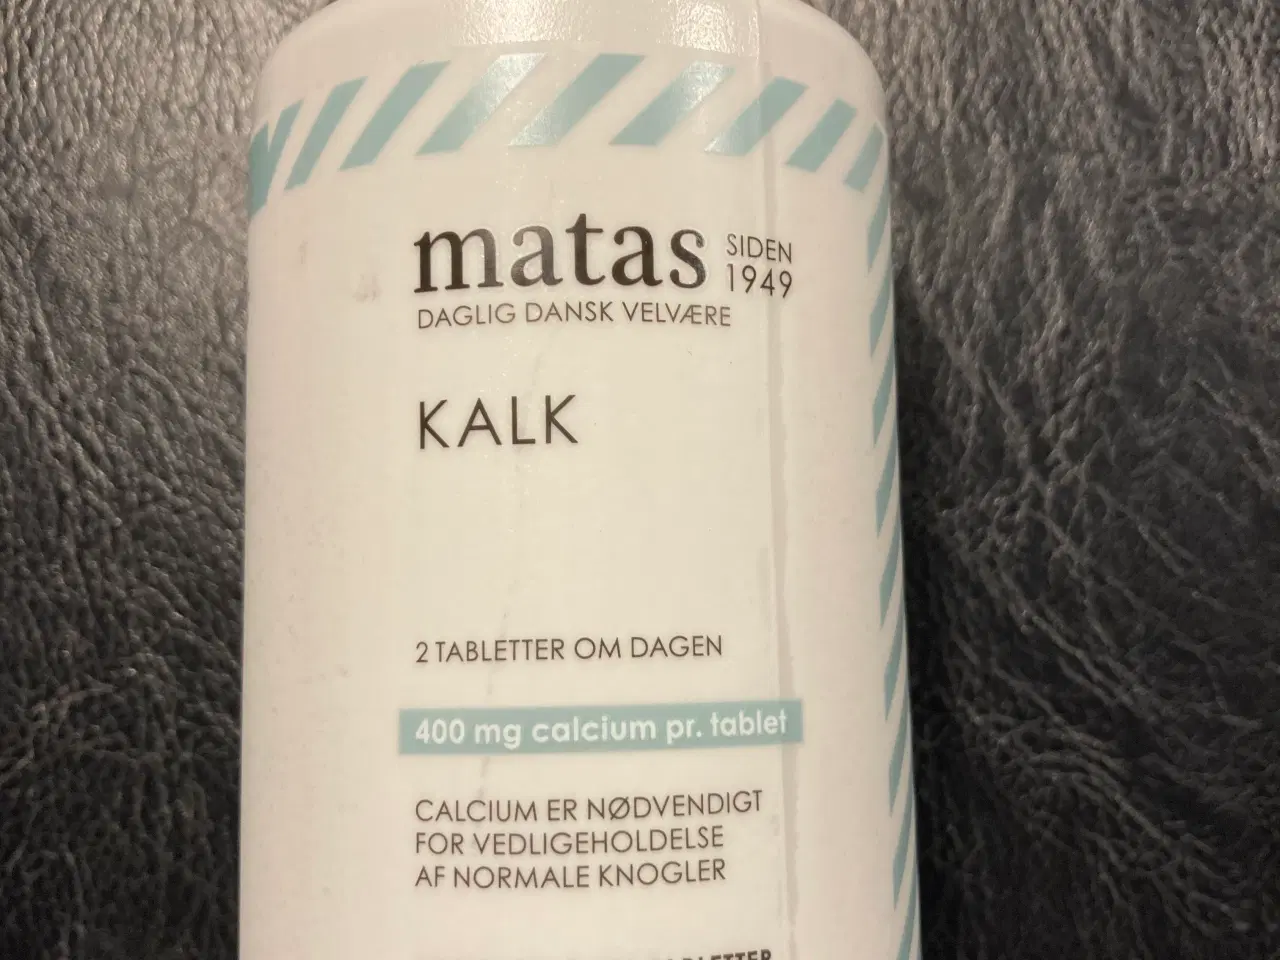 matas SIDEN 1949
DAGLIG DANSK VELVÆRE
KALK
2 TABLETTER OM DAGEN
400 mg calcium pr. tablet
CALCIUM ER NØDVENDIGT
FOR VEDLIGEHOLDELSE
AF NORMALE KNOGLER